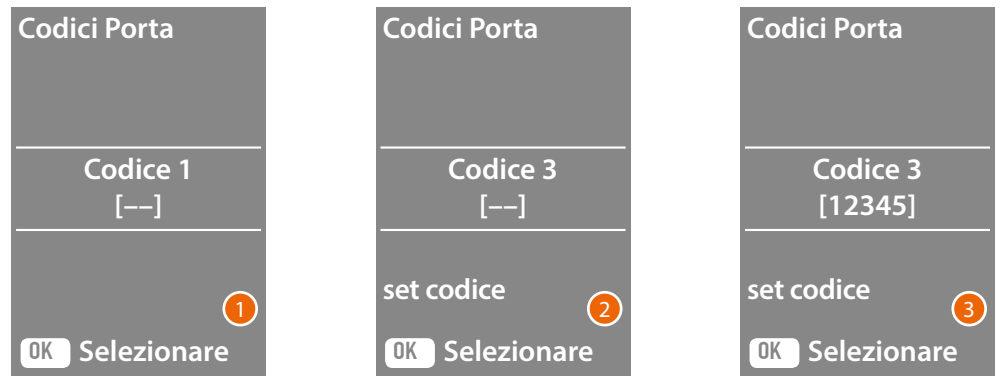 Codici Porta
Codice 1
[––]
1
OK Selezionare
Codici Porta
Codice 3
[––]
set codice
2
OK Selezionare
Codici Porta
Codice 3
[12345]
set codice
3
OK Selezionare